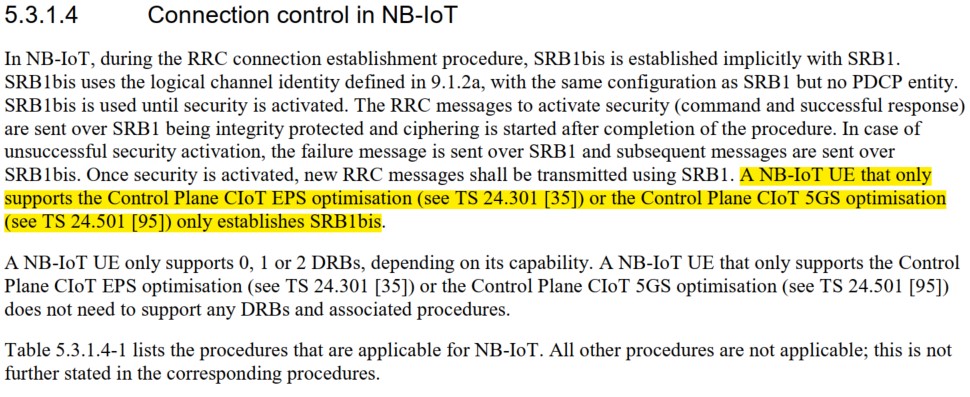 5.3.1.4 Connection control in NB-IoT
In NB-IoT, during the RRC connection establishment procedure, SRB1bis is established implicitly with SRB1.
SRB1bis uses the logical channel identity defined in 9.1.2a, with the same configuration as SRB1 but no PDCP entity.
SRB1bis is used until security is activated. The RRC messages to activate security (command and successful response)
are sent over SRB1 being integrity protected and ciphering is started after completion of the procedure. In case of
unsuccessful security activation, the failure message is sent over SRB1 and subsequent messages are sent over
SRB1bis. Once security is activated, new RRC messages shall be transmitted using SRB1. A NB-IoT UE that only
supports the Control Plane CIoT EPS optimisation (see TS 24.301 [35]) or the Control Plane CIoT 5GS optimisation
(see TS 24.501 [95]) only establishes SRB1bis.
A NB-IoT UE only supports 0, 1 or 2 DRBs, depending on its capability. A NB-IoT UE that only supports the Control
Plane CIoT EPS optimisation (see TS 24.301 [35]) or the Control Plane CIoT 5GS optimisation (see TS 24.501 [95])
does not need to support any DRBs and associated procedures.
Table 5.3.1.4-1 lists the procedures that are applicable for NB-IoT. All other procedures are not applicable; this is not
further stated in the corresponding procedures.